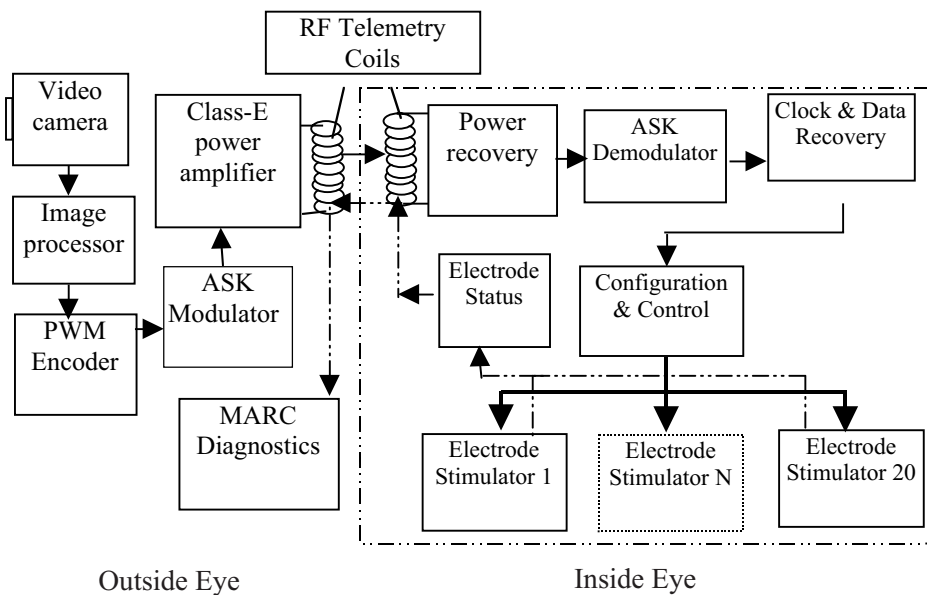 RF Telemetry
Coils
Video
camera
Class-E
power
amplifier
Power
recovery
ASK
Demodulator
Clock & Data
Recovery
Image
processor
ASK
Modulator
PWM
Encoder
Electrode
Status
Configuration
& Control
MARC
Diagnostics
Electrode
Stimulator 1
Electrode
Stimulator N
Electrode
Stimulator 20
Outside Eye
Inside Eye